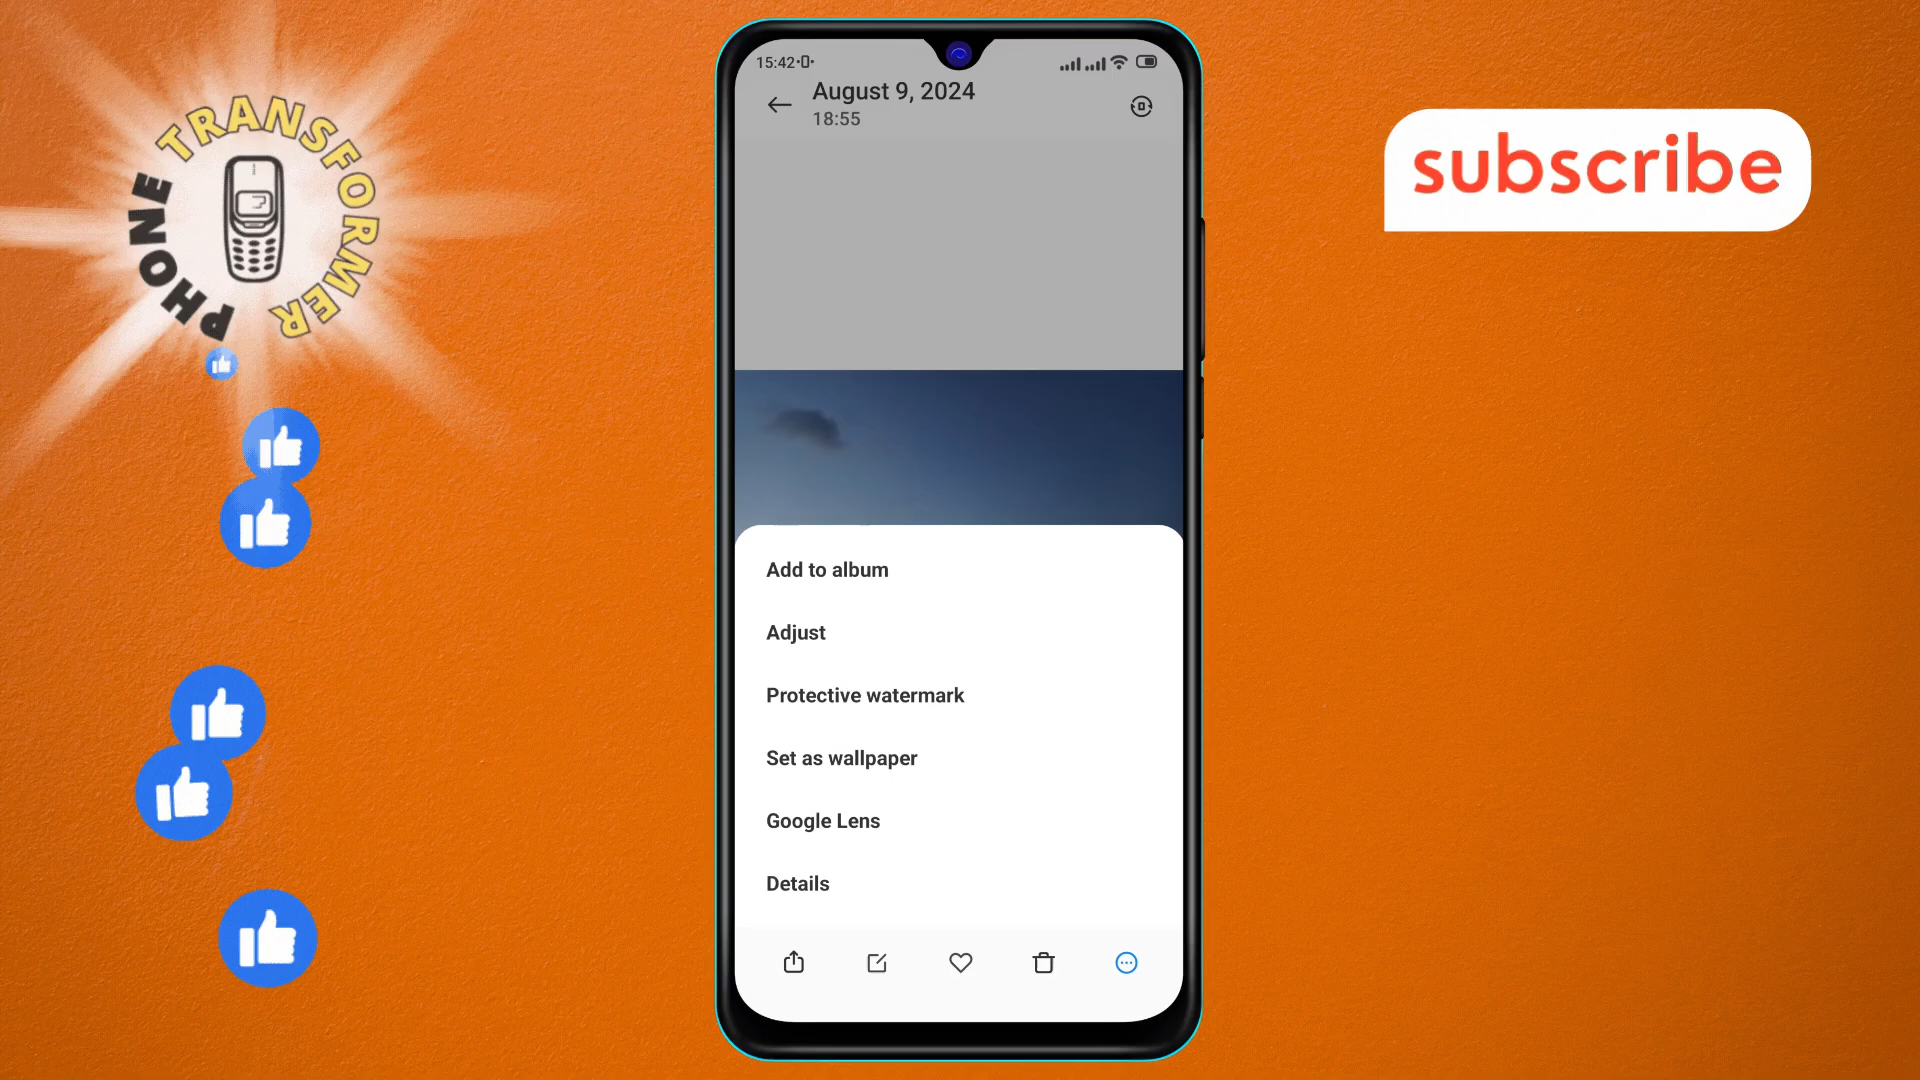 PHONE TRANSFORMER
15:42
August 9, 2024
18:55
subscribe
Add to album
Adjust
Protective watermark
Set as wallpaper
Google Lens
Details